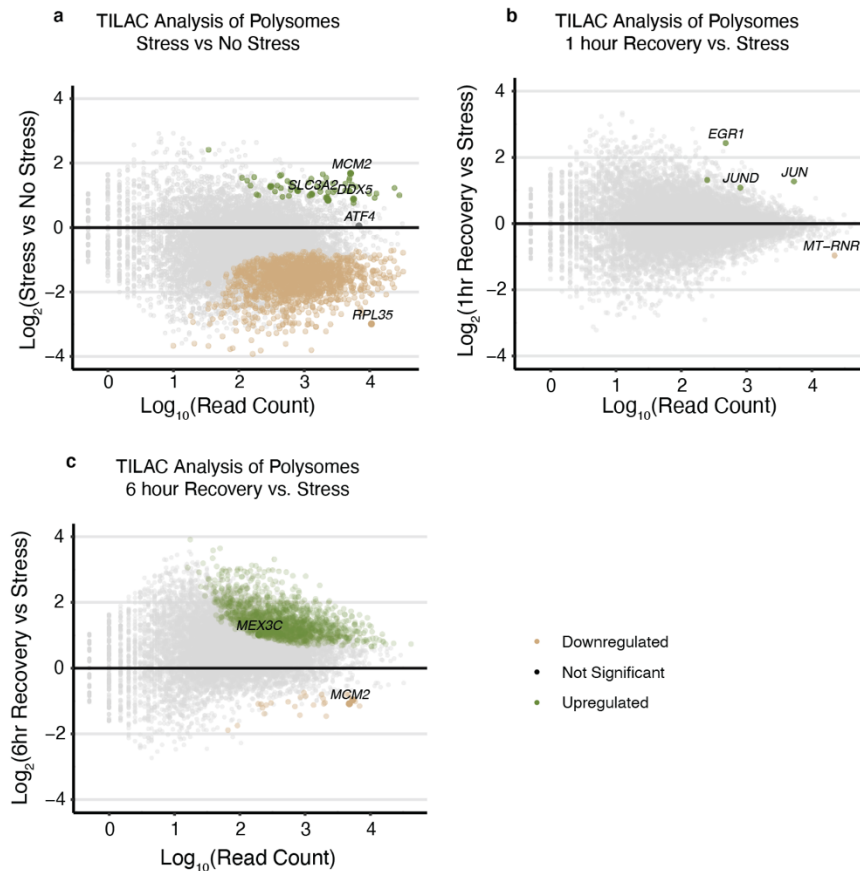 a
TILAC Analysis of Polysomes
Stress vs No Stress
Log2(Stress vs No Stress)
4
2
0
−2
−4
MCM2
SLC3A2
DDX5
ATF4
RPL35
0
1
2
3
4
Log10(Read Count)
b
TILAC Analysis of Polysomes
1 hour Recovery vs. Stress
Log2(1hr Recovery vs Stress)
4
2
0
−2
−4
EGR1
JUND
JUN
MT−RNR
0
1
2
3
4
Log10(Read Count)
c
TILAC Analysis of Polysomes
6 hour Recovery vs. Stress
Log2(6hr Recovery vs Stress)
4
2
0
−2
−4
MEX3C
MCM2
0
1
2
3
4
Log10(Read Count)
Downregulated
Not Significant
Upregulated